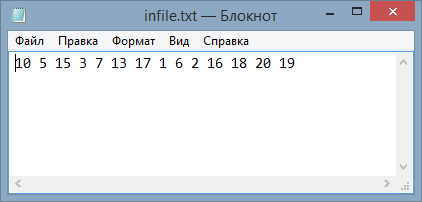 infile.txt — Блокнот
Файл Правка Формат Вид Справка
10 5 15 3 7 13 17 1 6 2 16 18 20 19